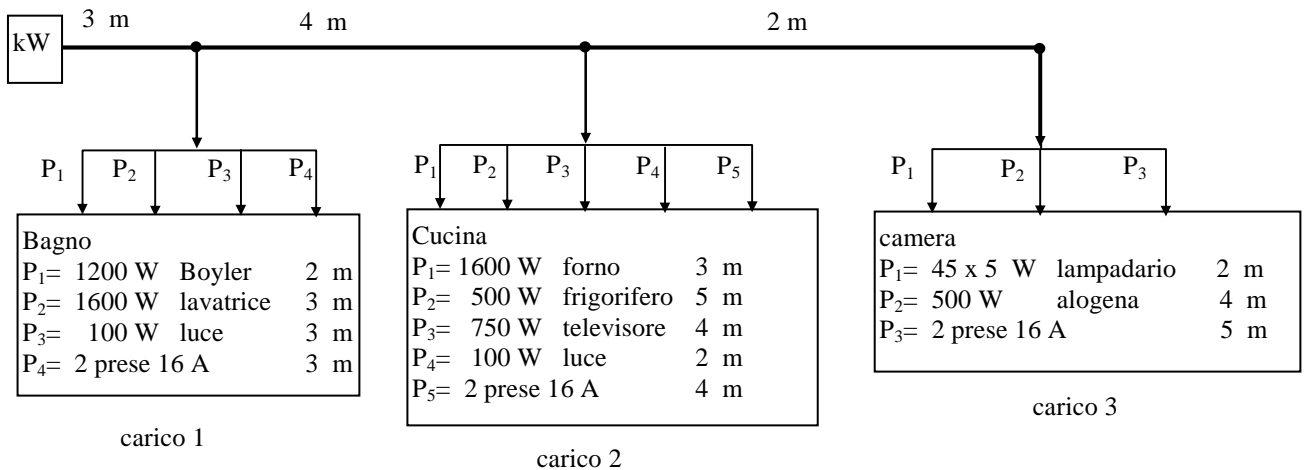 3 m 4 m 2 m
kW
P₁ P₂ P₃ P₄
P₁ P₂ P₃ P₄ P₅
P₁ P₂ P₃
Bagno
P₁= 1200 W Boyler 2 m
P₂= 1600 W lavatrice 3 m
P₃= 100 W luce 3 m
P₄= 2 prese 16 A 3 m
carico 1
Cucina
P₁= 1600 W forno 3 m
P₂= 500 W frigorifero 5 m
P₃= 750 W televisore 4 m
P₄= 100 W luce 2 m
P₅= 2 prese 16 A 4 m
carico 2
camera
P₁= 45 x 5 W lampadario 2 m
P₂= 500 W alogena 4 m
P₃= 2 prese 16 A 5 m
carico 3